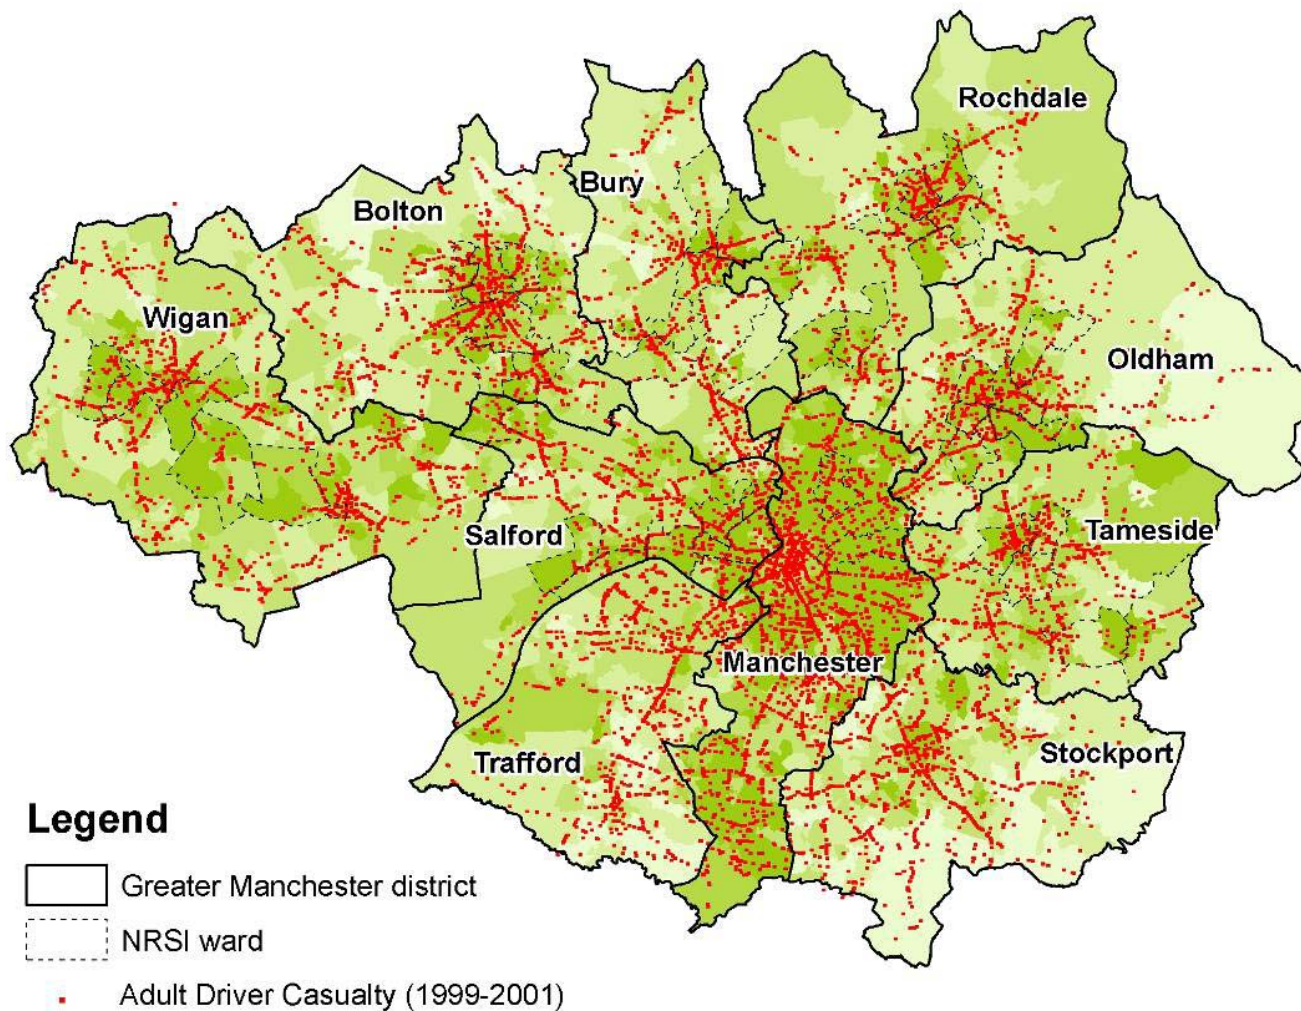 Rochdale
Bury
Bolton
Wigan
Oldham
Salford
Tameside
Manchester
Stockport
Trafford
Legend
Greater Manchester district
NRSI ward
Adult Driver Casualty (1999-2001)